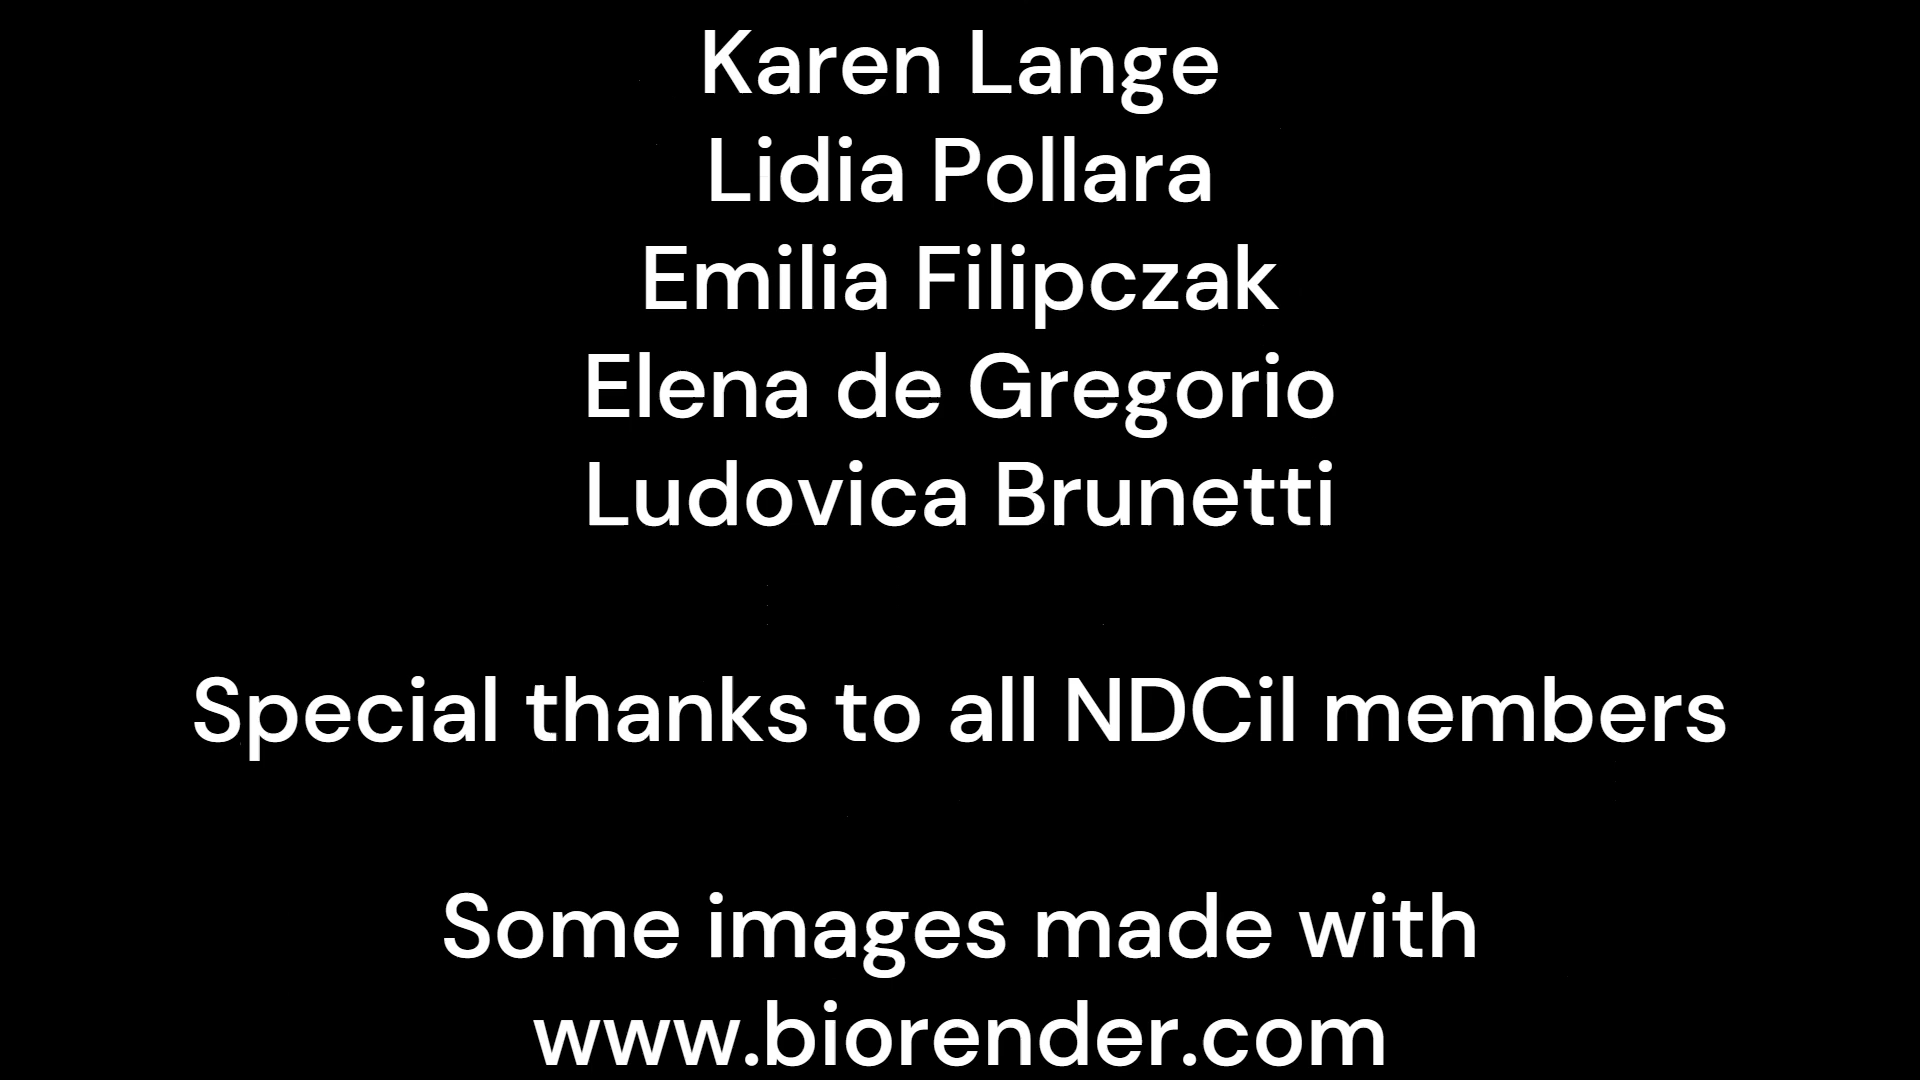 Karen Lange
Lidia Pollara
Emilia Filipczak
Elena de Gregorio
Ludovica Brunetti
Special thanks to all NDCil members
Some images made with
www.biorender.com